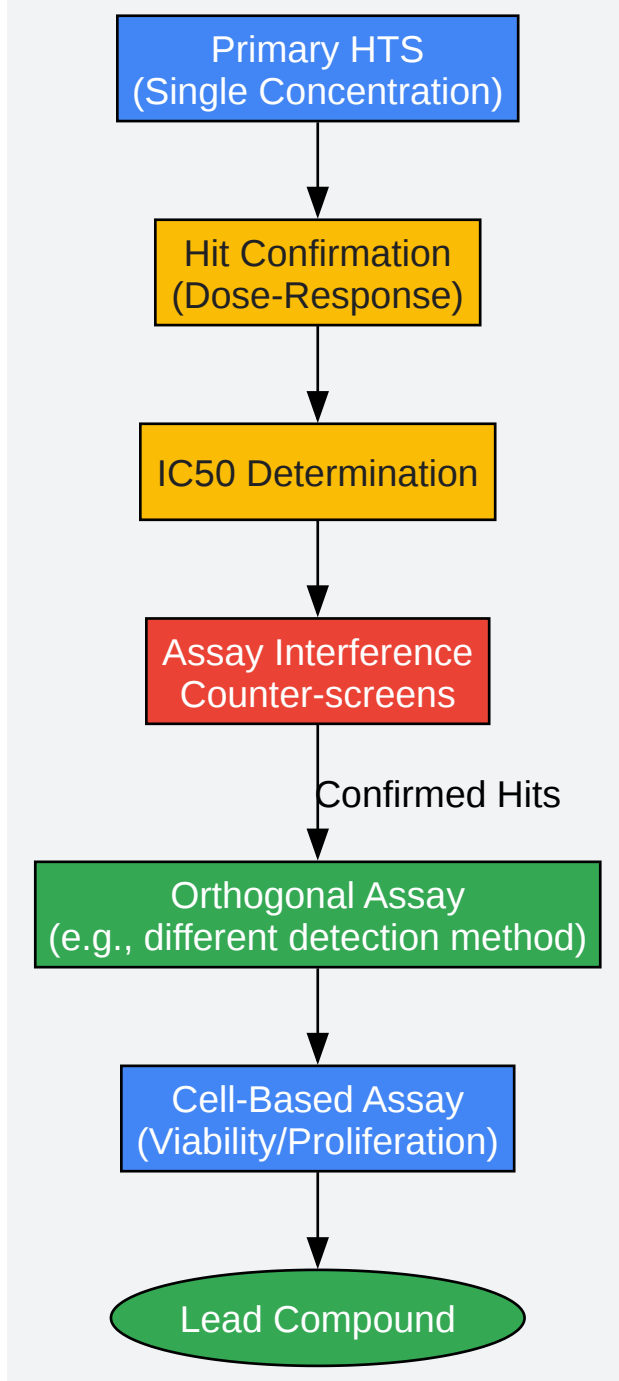 Primary HTS
(Single Concentration)
Hit Confirmation
(Dose-Response)
IC50 Determination
Assay Interference
Counter-screens
Confirmed Hits
Orthogonal Assay
(e.g., different detection method)
Cell-Based Assay
(Viability/Proliferation)
Lead Compound